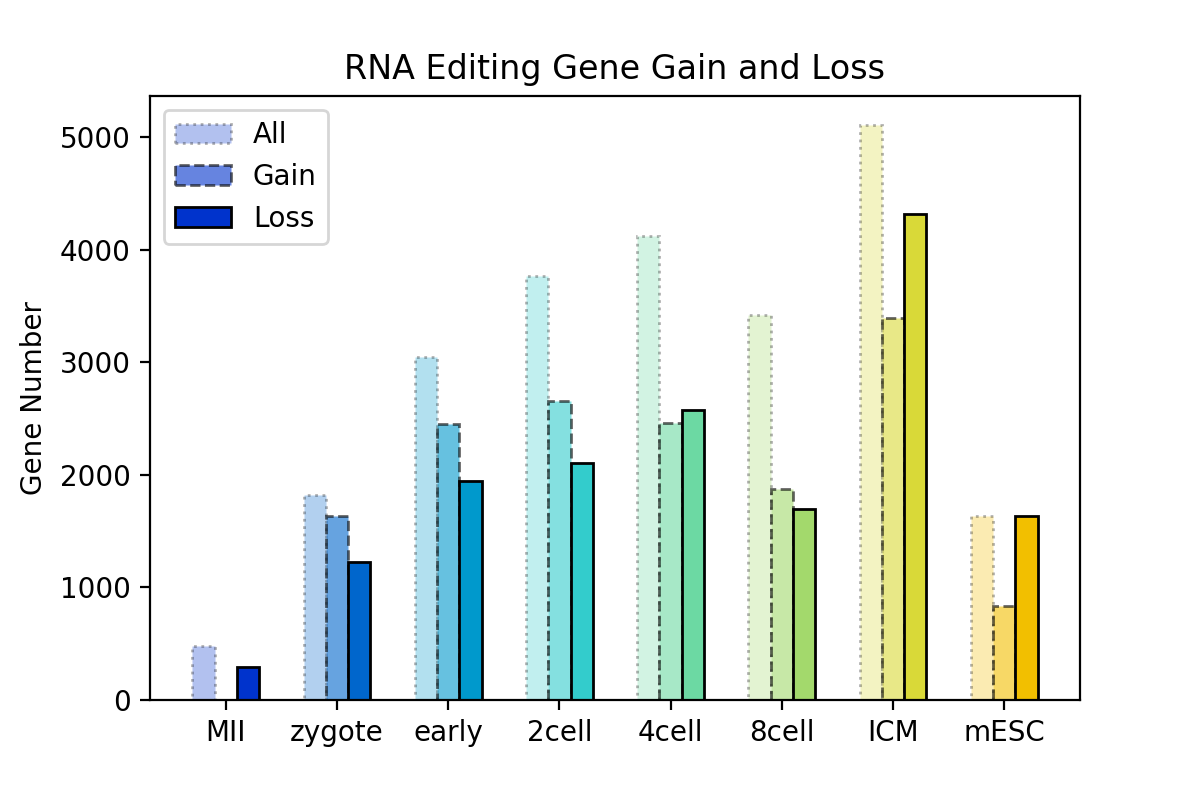 RNA Editing Gene Gain and Loss
All
Gain
Loss
Gene Number
5000
4000
3000
2000
1000
0
MII zygote early 2cell 4cell 8cell ICM mESC